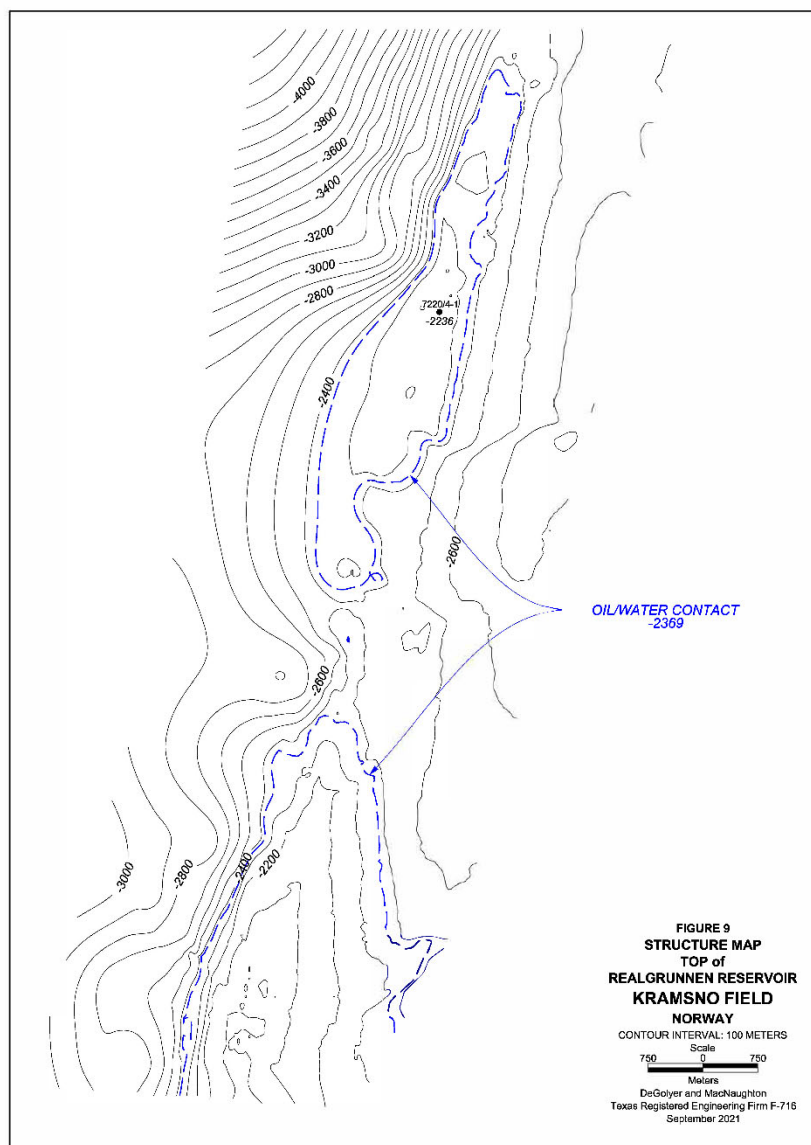 -4000
-3800
-3600
-3400
-3200
-3000
-2800
7220/4-1
-2236
-2400
-2600
OIL/WATER CONTACT
-2369
-2600
-2400
-2200
-2800
-3000
FIGURE 9
STRUCTURE MAP
TOP of
REALGRUNNEN RESERVOIR
KRAMSNO FIELD
NORWAY
CONTOUR INTERVAL: 100 METERS
Scale
750 0 750
Meters
DeGolyer and MacNaughton
Texas Registered Engineering Firm F-716
September 2021